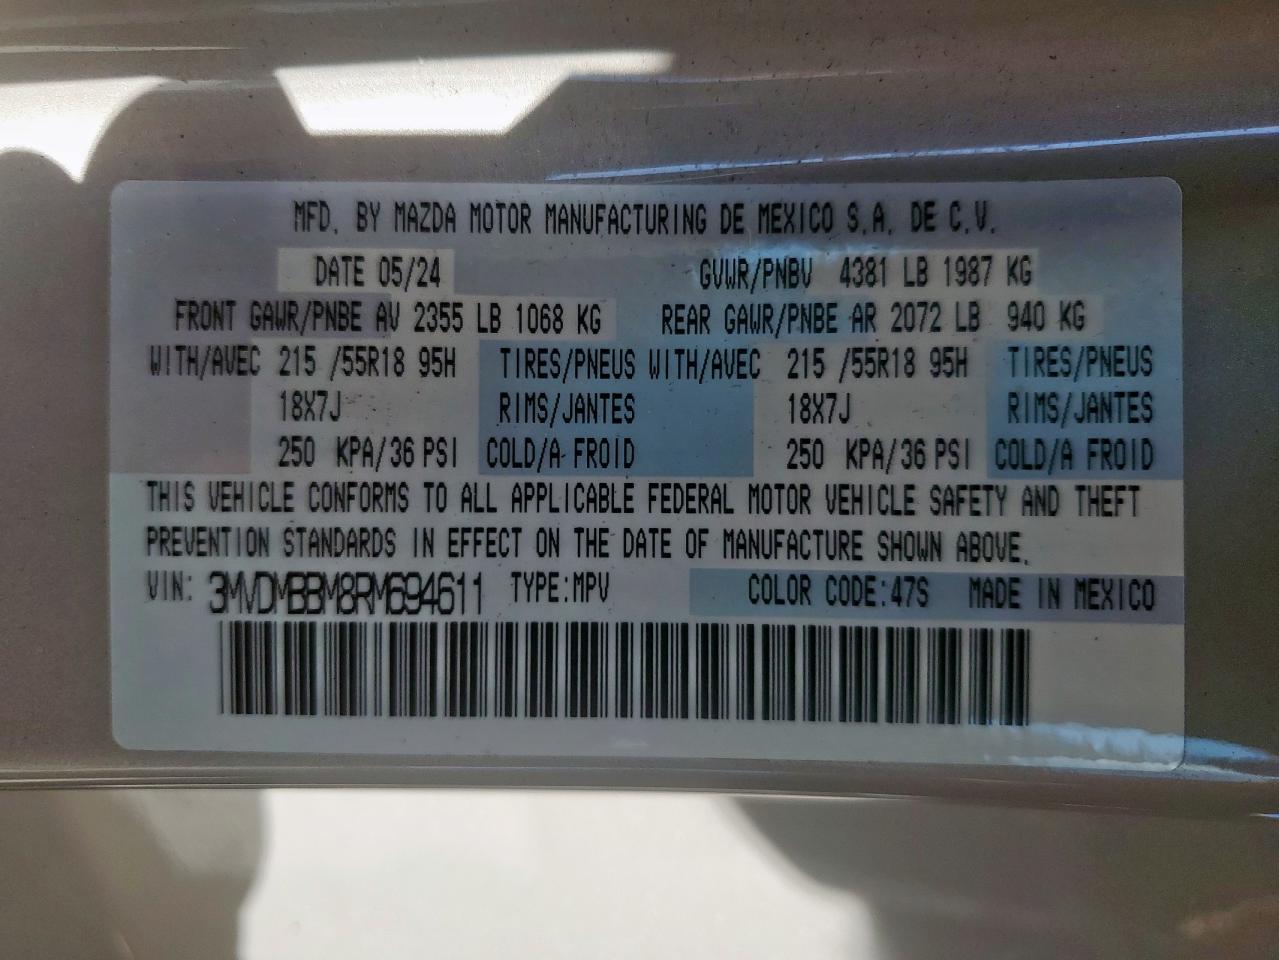 MFD. BY MAZDA MOTOR MANUFACTURING DE MEXICO S.A. DE C.V.
DATE 05/24 GVWR/PNBV 4381 LB 1987 KG
FRONT GAWR/PNBE AV 2355 LB 1068 KG REAR GAWR/PNBE AR 2072 LB 940 KG
WITH/AVEC 215 /55R18 95H TIRES/PNEUS WITH/AVEC 215 /55R18 95H TIRES/PNEUS
18X7J RIMS/JANTES 18X7J RIMS/JANTES
250 KPA/36 PSI COLD/A FROID 250 KPA/36 PSI COLD/A FROID
THIS VEHICLE CONFORMS TO ALL APPLICABLE FEDERAL MOTOR VEHICLE SAFETY AND THEFT
PREVENTION STANDARDS IN EFFECT ON THE DATE OF MANUFACTURE SHOWN ABOVE.
VIN: 3MVDMBBM8RM694611 TYPE:MPV COLOR CODE:47S MADE IN MEXICO